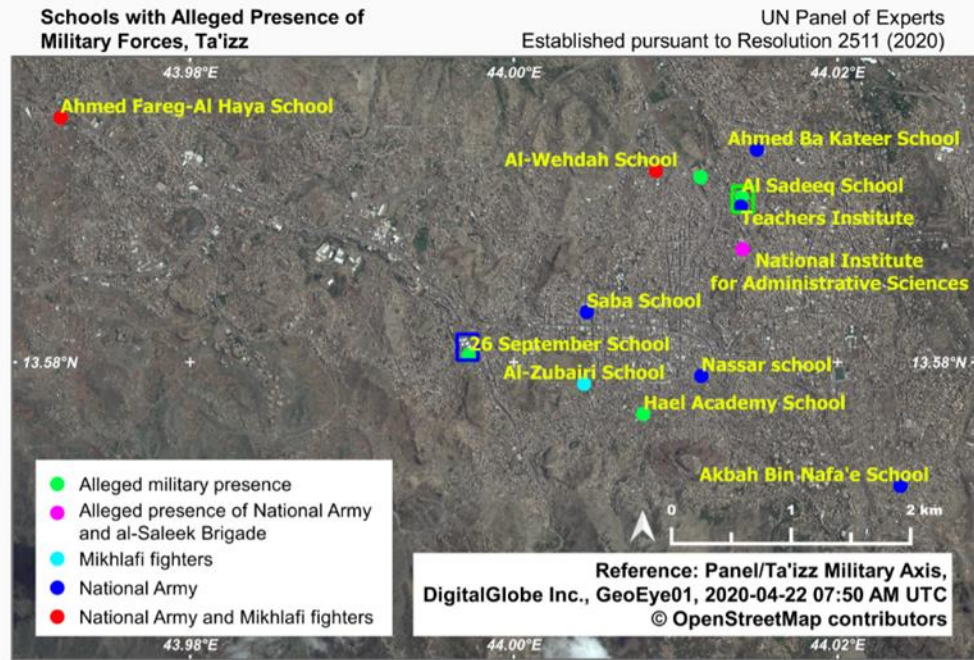 Schools with Alleged Presence of
Military Forces, Ta'izz
UN Panel of Experts
Established pursuant to Resolution 2511 (2020)
43.98°E
44.00°E
44.02°E
Ahmed Fareg-Al Haya School
Ahmed Ba Kateer School
Al-Wehdah School
Al Sadeeq School
Teachers Institute
National Institute
for Administrative Sciences
Saba School
26 September School
13.58°N
13.58°N
Al-Zubairi School
Nassar school
Hael Academy School
Akbah Bin Nafa'e School
Alleged military presence
Alleged presence of National Army
and al-Saleek Brigade
Mikhlafi fighters
National Army
National Army and Mikhlafi fighters
0
1
2 km
Reference: Panel/Ta'izz Military Axis,
DigitalGlobe Inc., GeoEye01, 2020-04-22 07:50 AM UTC
© OpenStreetMap contributors
43.98°E
44.00°E
44.02°E